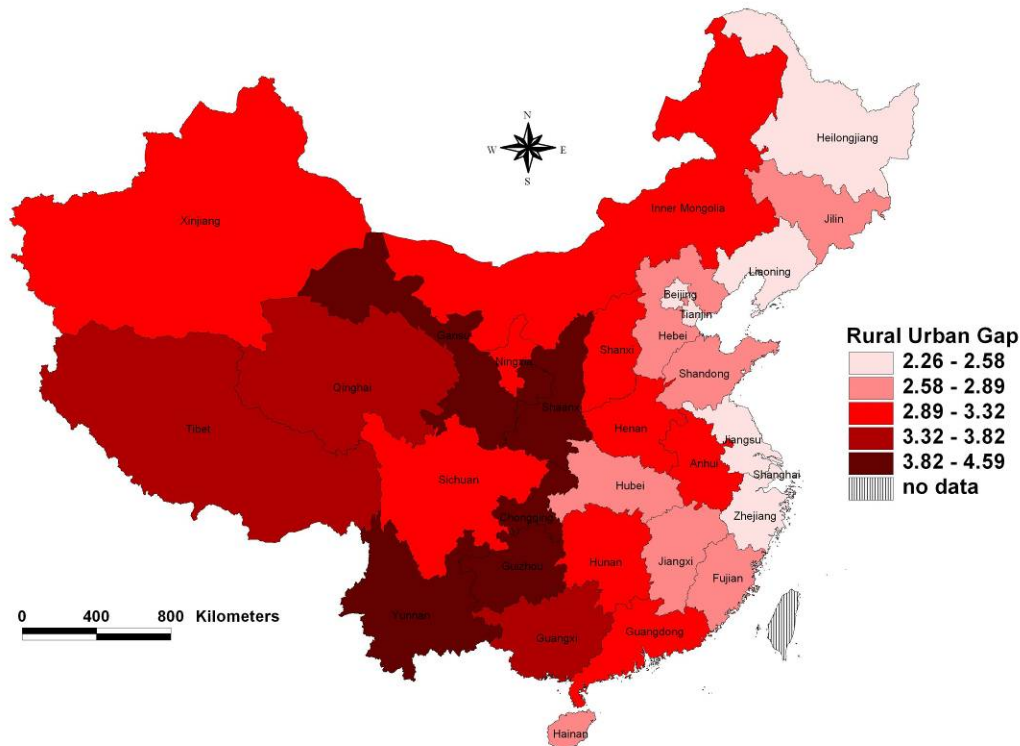 N
W E
S
Heilongjiang
Xinjiang
Inner Mongolia
Jilin
Liaoning
Beijing
Tianjin
Gansu
Hebei
Ningxia
Shanxi
Shandong
Qinghai
Shaanxi
Tibet
Henan
Jiangsu
Anhui
Shanghai
Sichuan
Hubei
Zhejiang
Chongqing
Guizhou
Hunan
Jiangxi
Fujian
Yunnan
Guangxi
Guangdong
Hainan
Rural Urban Gap
2.26 - 2.58
2.58 - 2.89
2.89 - 3.32
3.32 - 3.82
3.82 - 4.59
no data
0 400 800 Kilometers